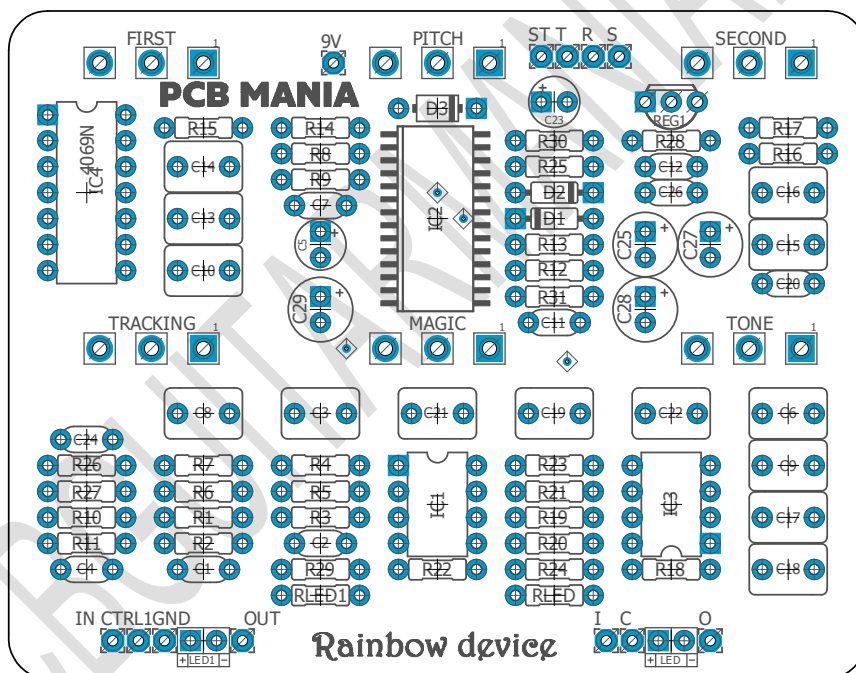 FIRST 1 9V PITCH 1 ST T R S SECOND 1
PCB MANIA
4069N
IC4
R15
C14
C13
C10
R14
R8
R9
C7
C5 +
C29 +
D3
IC2
+ C23
R30
R25
D2
D1
R13
R12
R31
C11
REG1
R28
C12
C26
C25 +
C27 +
C28 +
R17
R16
C16
C15
C20
TRACKING 1 MAGIC 1 TONE 1
C8 C3 C21 C19 C22 C6
C24
R26
R27
R10
R11
C4
R7
R6
R1
R2
C1
R4
R5
R3
C2
R29
RLED1
IC1
R22
R23
R21
R19
R20
R24
RLED
IC3
R18
C9
C17
C18
IN CTRL1 GND OUT
+ LED1 -
Rainbow device
I C O
+ LED -